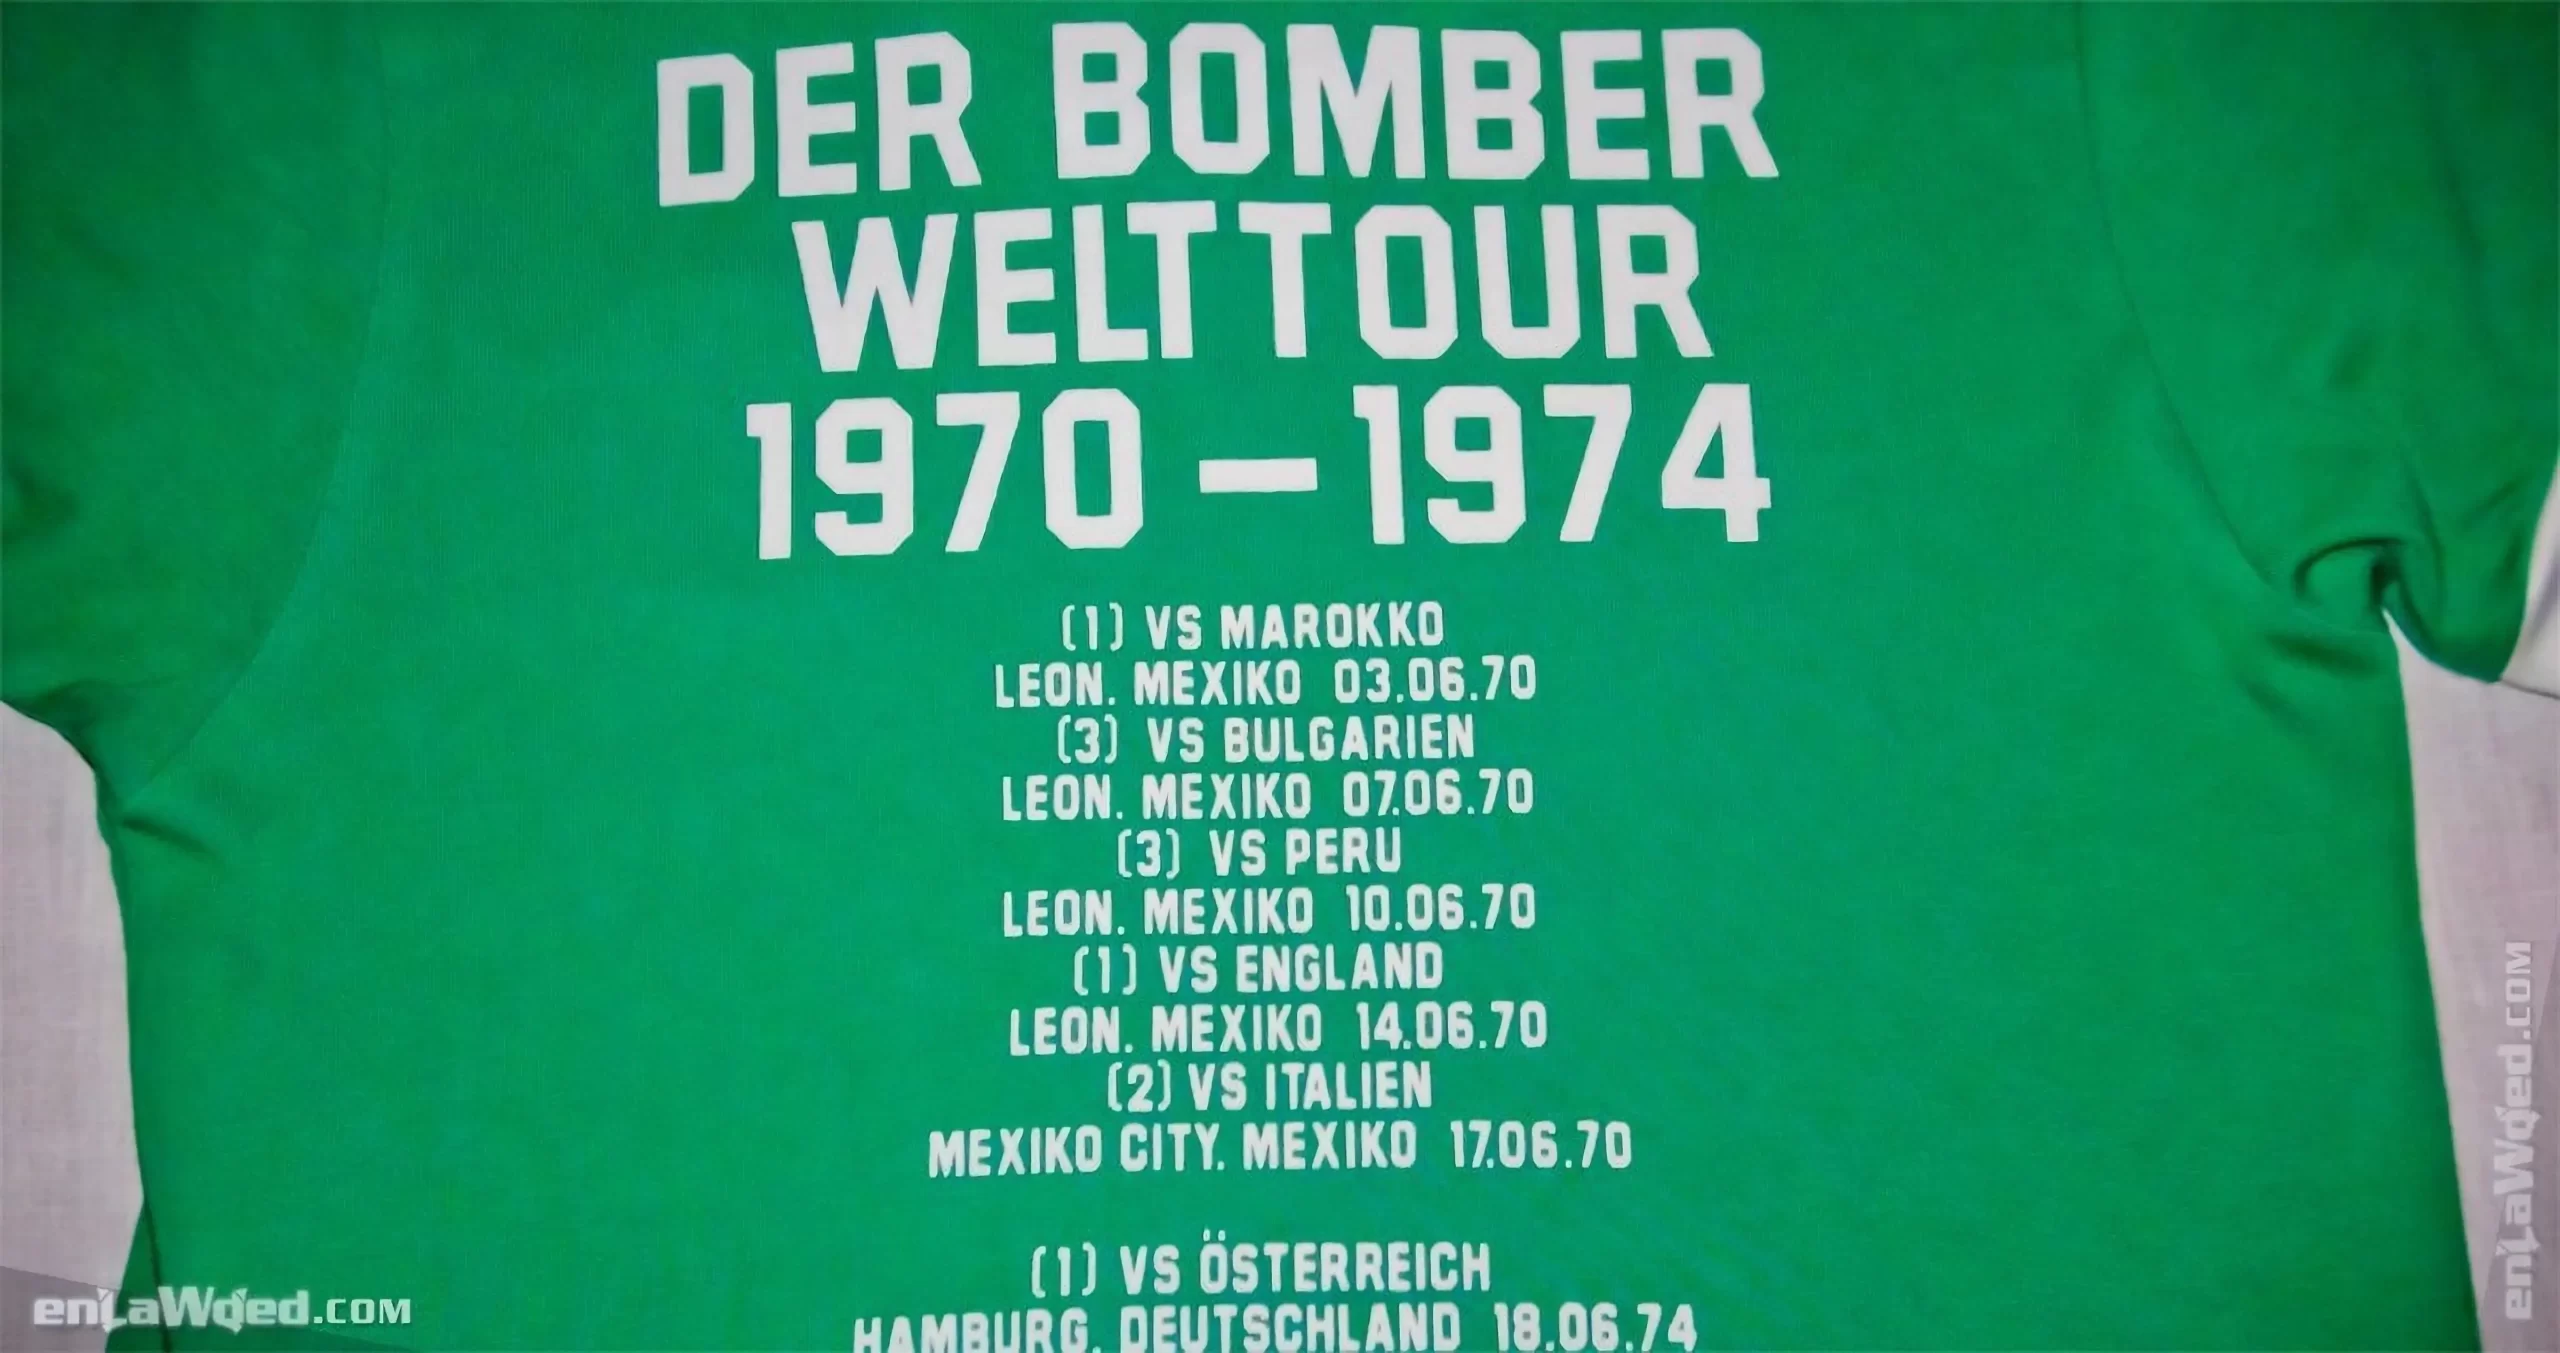 DER BOMBER
WELTTOUR
1970 – 1974
(1) VS MAROKKO
LEON. MEXIKO 03.06.70
(3) VS BULGARIEN
LEON. MEXIKO 07.06.70
(3) VS PERU
LEON. MEXIKO 10.06.70
(1) VS ENGLAND
LEON. MEXIKO 14.06.70
(2) VS ITALIEN
MEXIKO CITY. MEXIKO 17.06.70
(1) VS ÖSTERREICH
HAMBURG. DEUTSCHLAND 18.06.74
enLaWded.COM
enLaWded.COM